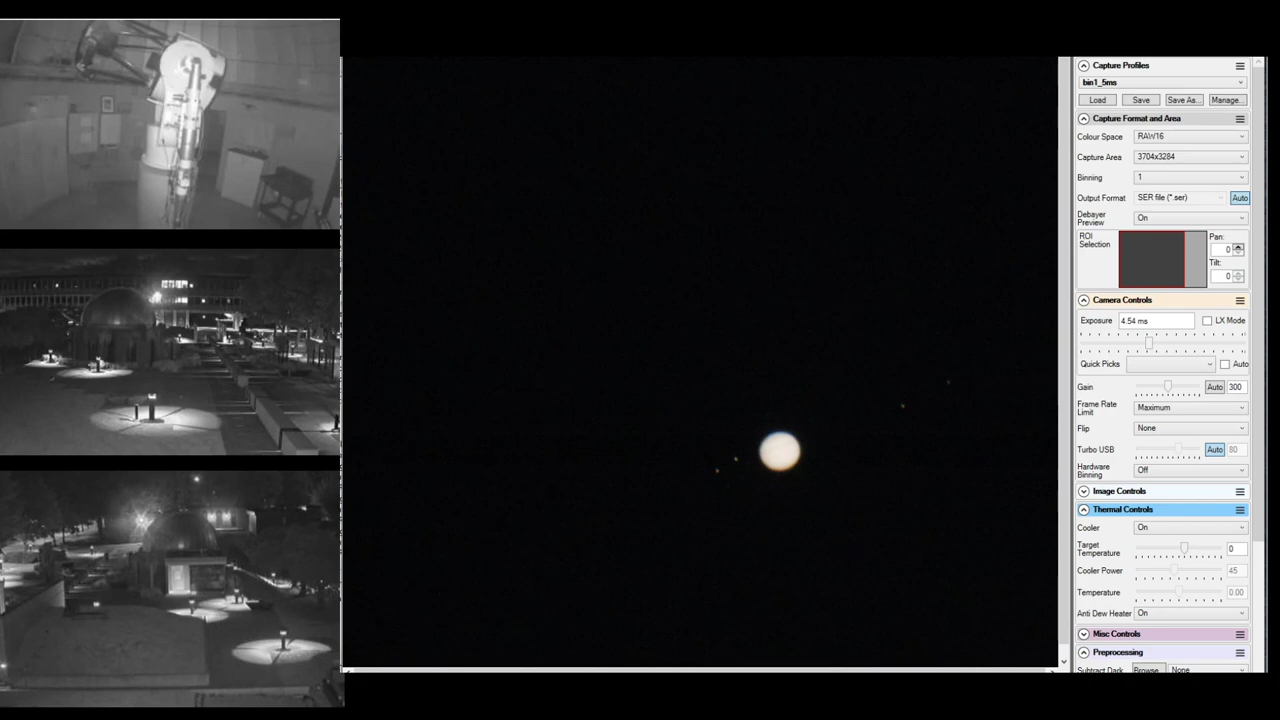 Capture Profiles
bin1_5ms
Load Save Save As... Manage...
Capture Format and Area
Colour Space RAW16
Capture Area 3704x3284
Binning 1
Output Format SER file (*.ser) Auto
Debayer Preview On
ROI Selection Pan: 0
Tilt: 0
Camera Controls
Exposure 4.54 ms LX Mode
Quick Picks Auto
Gain Auto 300
Frame Rate Limit Maximum
Flip None
Turbo USB Auto 80
Hardware Binning Off
Image Controls
Thermal Controls
Cooler On
Target Temperature 0
Cooler Power 45
Temperature 0.00
Anti Dew Heater On
Misc Controls
Preprocessing
Subtract Dark Browse... None